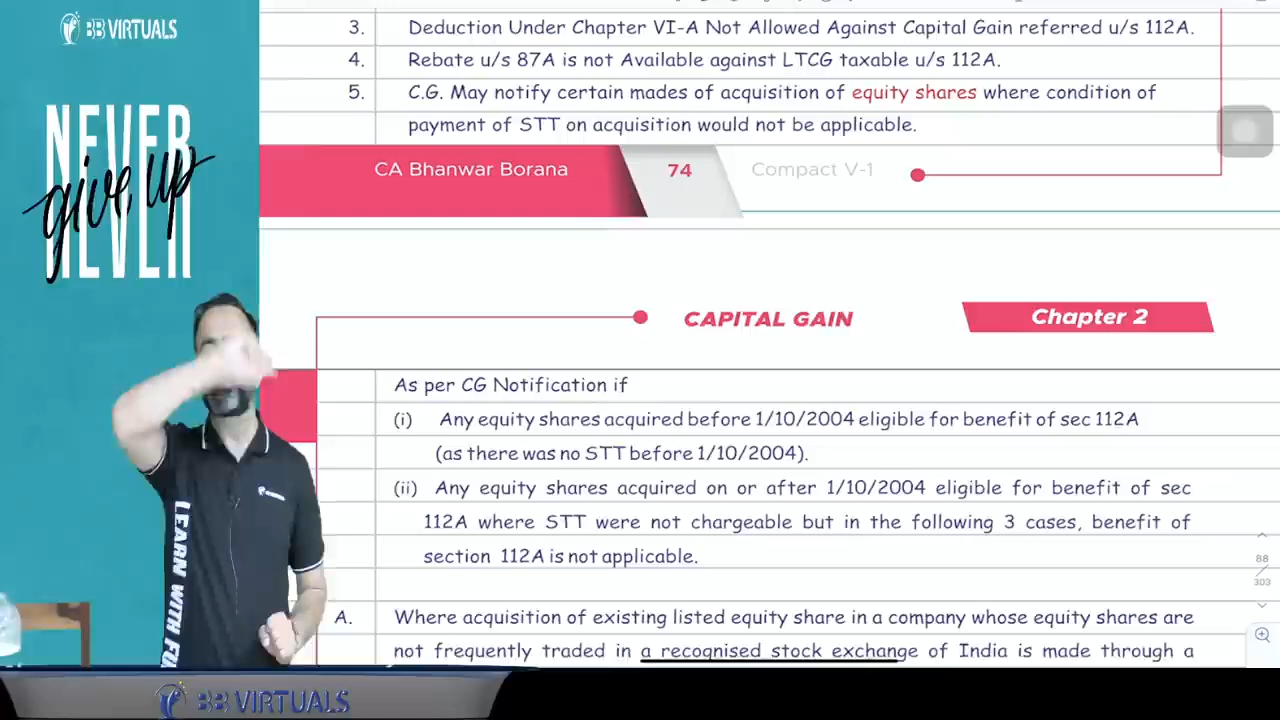 BB VIRTUALS
NEVER
give up
NEVER
3. Deduction Under Chapter VI-A Not Allowed Against Capital Gain referred u/s 112A.
4. Rebate u/s 87A is not Available against LTCG taxable u/s 112A.
5. C.G. May notify certain mades of acquisition of equity shares where condition of
payment of STT on acquisition would not be applicable.
CA Bhanwar Borana 74 Compact V-1
CAPITAL GAIN Chapter 2
As per CG Notification if
(i) Any equity shares acquired before 1/10/2004 eligible for benefit of sec 112A
(as there was no STT before 1/10/2004).
(ii) Any equity shares acquired on or after 1/10/2004 eligible for benefit of sec
112A where STT were not chargeable but in the following 3 cases, benefit of
section 112A is not applicable.
A. Where acquisition of existing listed equity share in a company whose equity shares are
not frequently traded in a recognised stock exchange of India is made through a
88
303
LEARN WITH
BB VIRTUALS